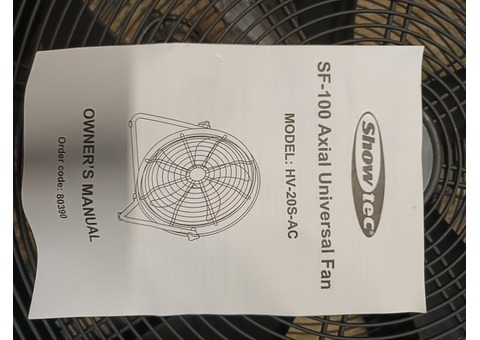 Showtec®
SF-100 Axial Universal Fan
MODEL: HV-20S-AC
OWNER'S MANUAL
Order code: 80390